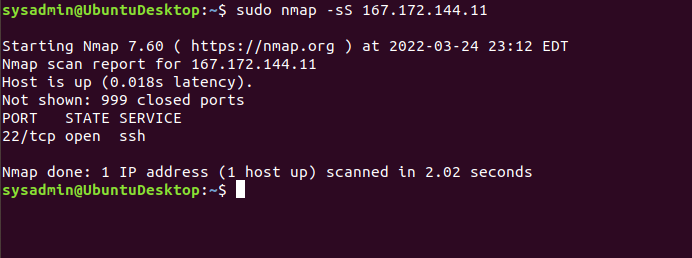 sysadmin@UbuntuDesktop:~$ sudo nmap -sS 167.172.144.11
Starting Nmap 7.60 ( https://nmap.org ) at 2022-03-24 23:12 EDT
Nmap scan report for 167.172.144.11
Host is up (0.018s latency).
Not shown: 999 closed ports
PORT   STATE SERVICE
22/tcp open  ssh
Nmap done: 1 IP address (1 host up) scanned in 2.02 seconds
sysadmin@UbuntuDesktop:~$